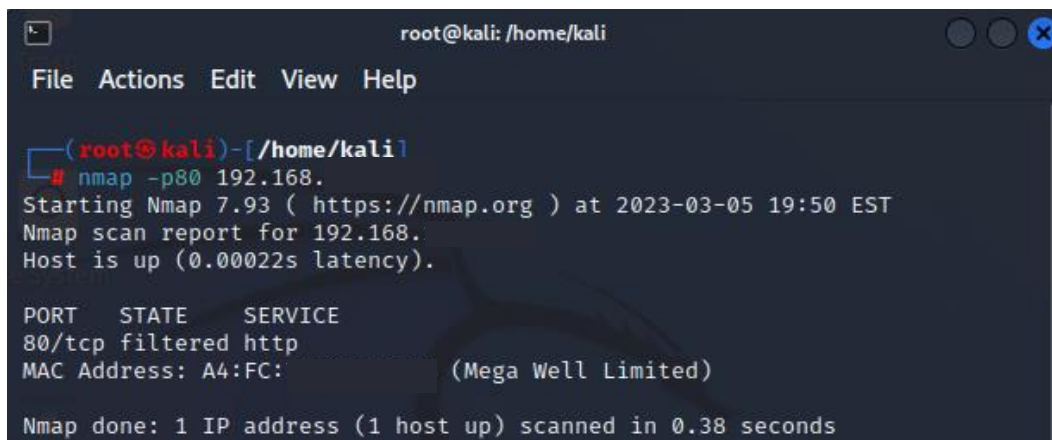 root@kali: /home/kali
File Actions Edit View Help
┌──(root㉿kali)-[/home/kali]
└─# nmap -p80 192.168.
Starting Nmap 7.93 ( https://nmap.org ) at 2023-03-05 19:50 EST
Nmap scan report for 192.168.
Host is up (0.00022s latency).
PORT STATE SERVICE
80/tcp filtered http
MAC Address: A4:FC: (Mega Well Limited)
Nmap done: 1 IP address (1 host up) scanned in 0.38 seconds